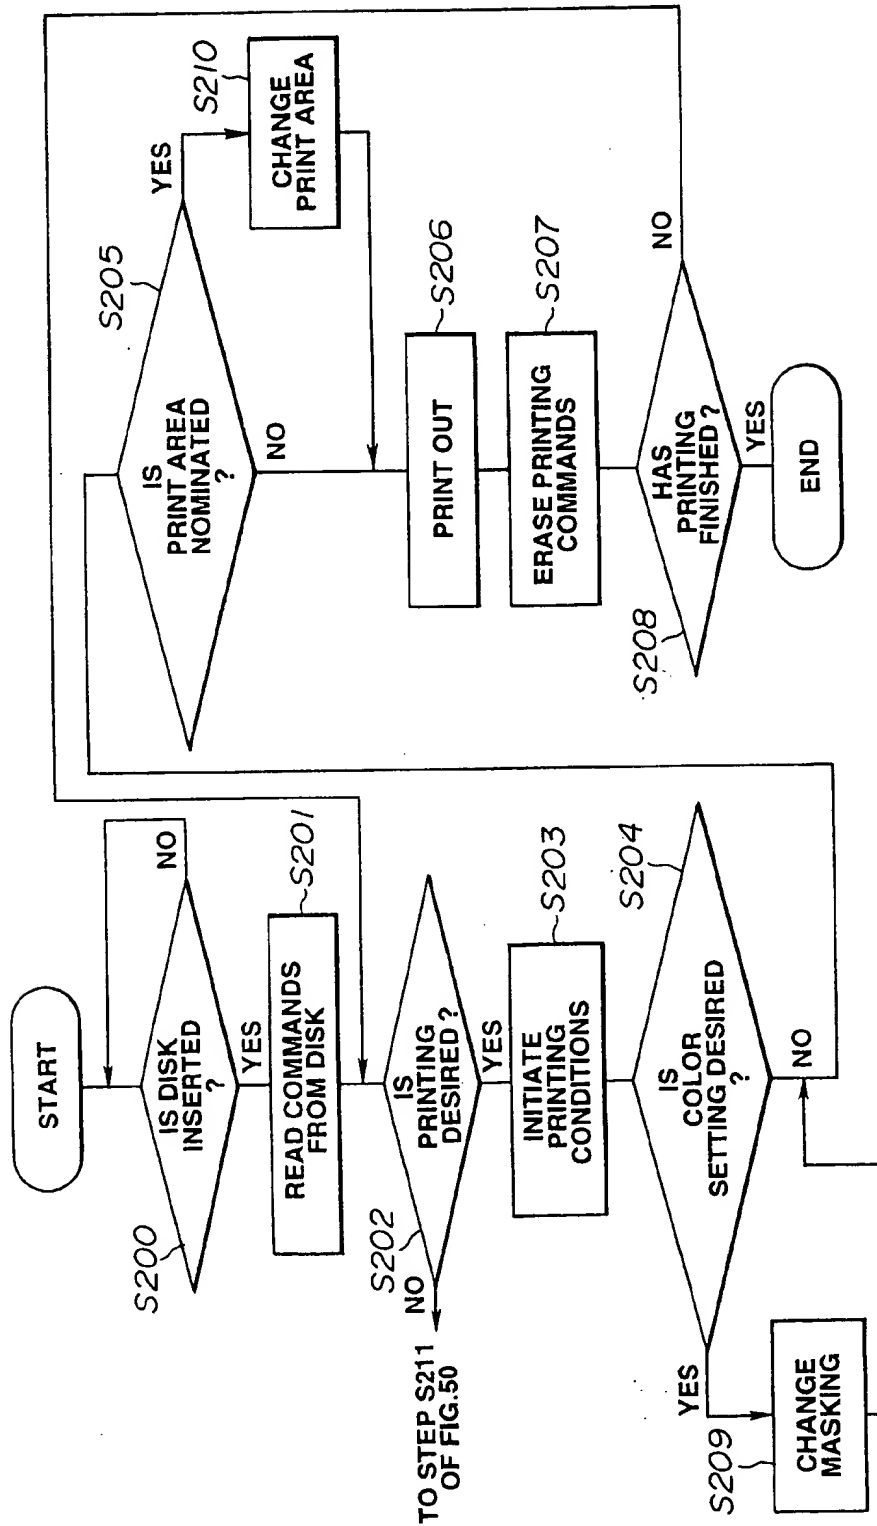 START
IS DISK
INSERTED
?
NO
S200
YES
READ COMMANDS
FROM DISK
S201
IS
PRINTING
DESIRED ?
S202
NO
TO STEP S211
OF FIG.50
YES
INITIATE
PRINTING
CONDITIONS
S203
IS
COLOR
SETTING DESIRED
?
S204
YES
NO
S209
CHANGE
MASKING
IS
PRINT AREA
NOMINATED
?
S205
YES
S210
CHANGE
PRINT AREA
NO
PRINT OUT
S206
ERASE PRINTING
COMMANDS
S207
HAS
PRINTING
FINISHED ?
S208
NO
YES
END